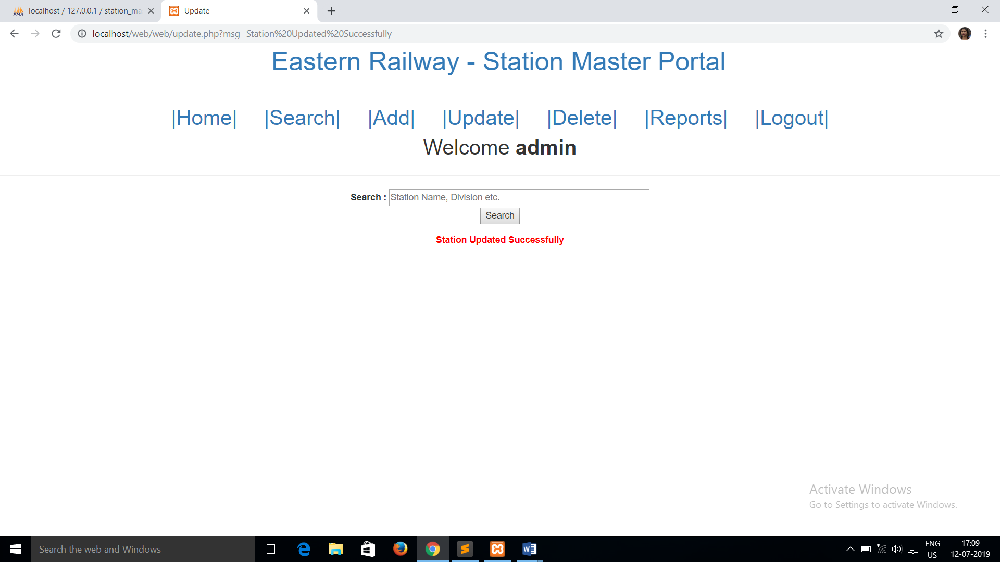 localhost / 127.0.0.1 / station_ma
Update
localhost/web/web/update.php?msg=Station%20Updated%20Successfully
Eastern Railway - Station Master Portal
|Home| |Search| |Add| |Update| |Delete| |Reports| |Logout|
Welcome admin
Search : Station Name, Division etc.
Search
Station Updated Successfully
Activate Windows
Go to Settings to activate Windows.
Search the web and Windows
ENG
US
17:09
12-07-2019